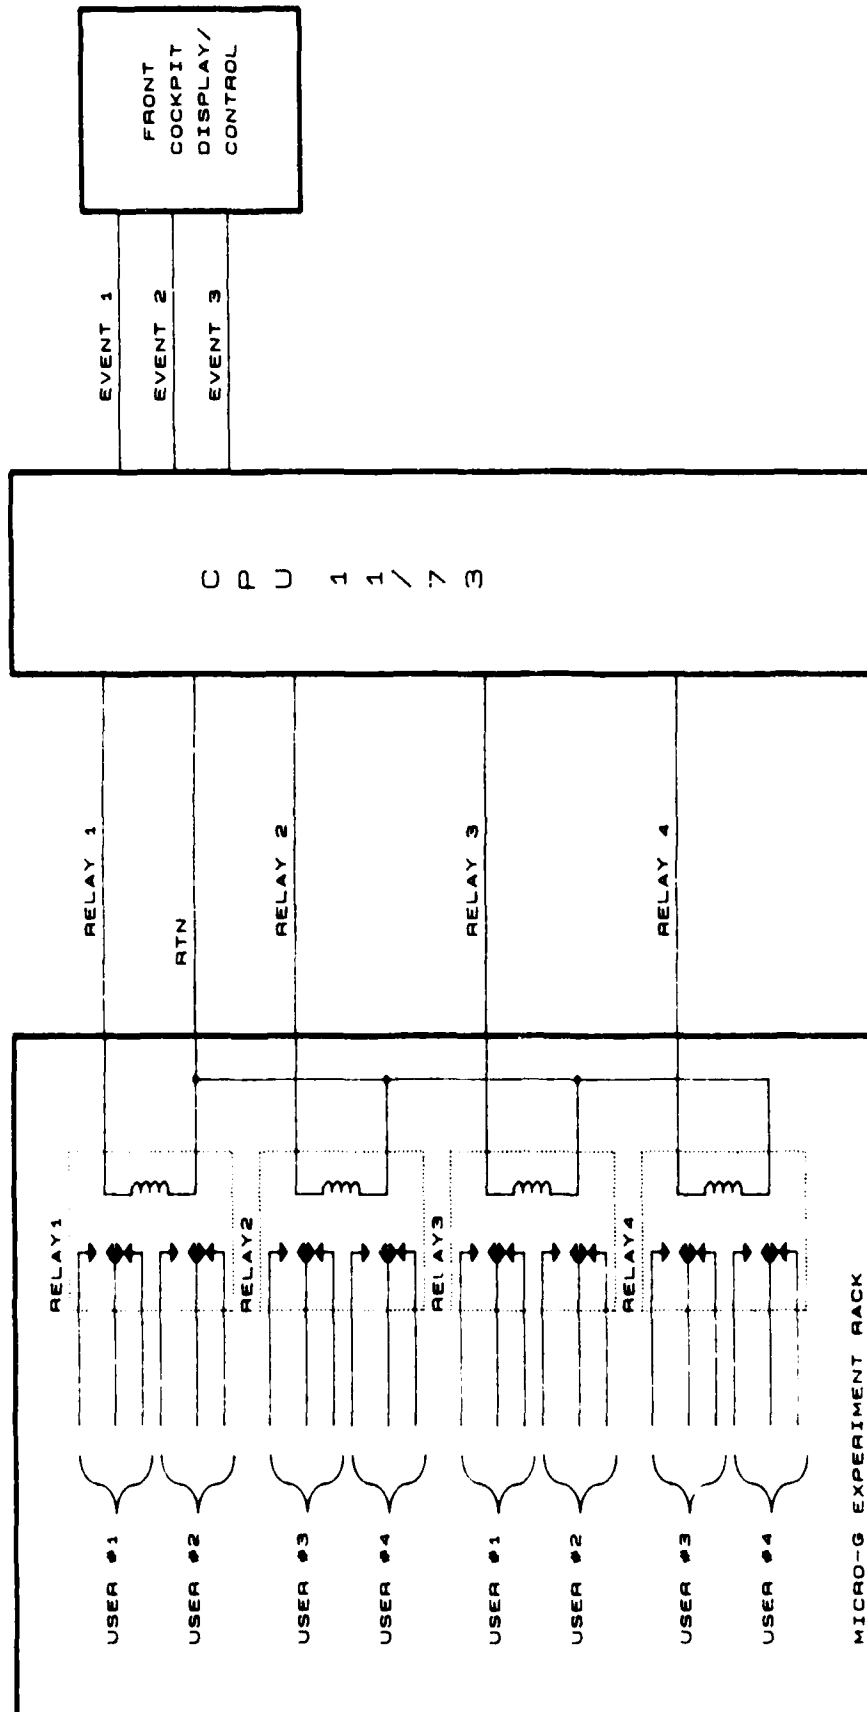 FRONT
COCKPIT
DISPLAY/
CONTROL
EVENT 1
EVENT 2
EVENT 3
CPU 11/73
RELAY 1
RTN
RELAY 2
RELAY 3
RELAY 4
RELAY1
RELAY2
RELAY3
RELAY4
USER #1
USER #2
USER #3
USER #4
USER #1
USER #2
USER #3
USER #4
MICRO-G EXPERIMENT RACK